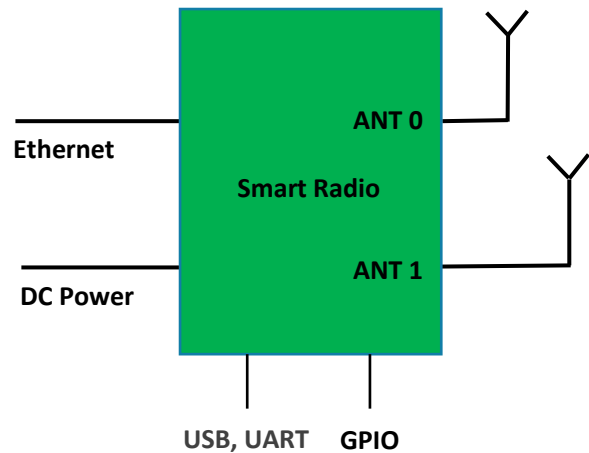 ANT 0
Ethernet
Smart Radio
ANT 1
DC Power
USB, UART
GPIO